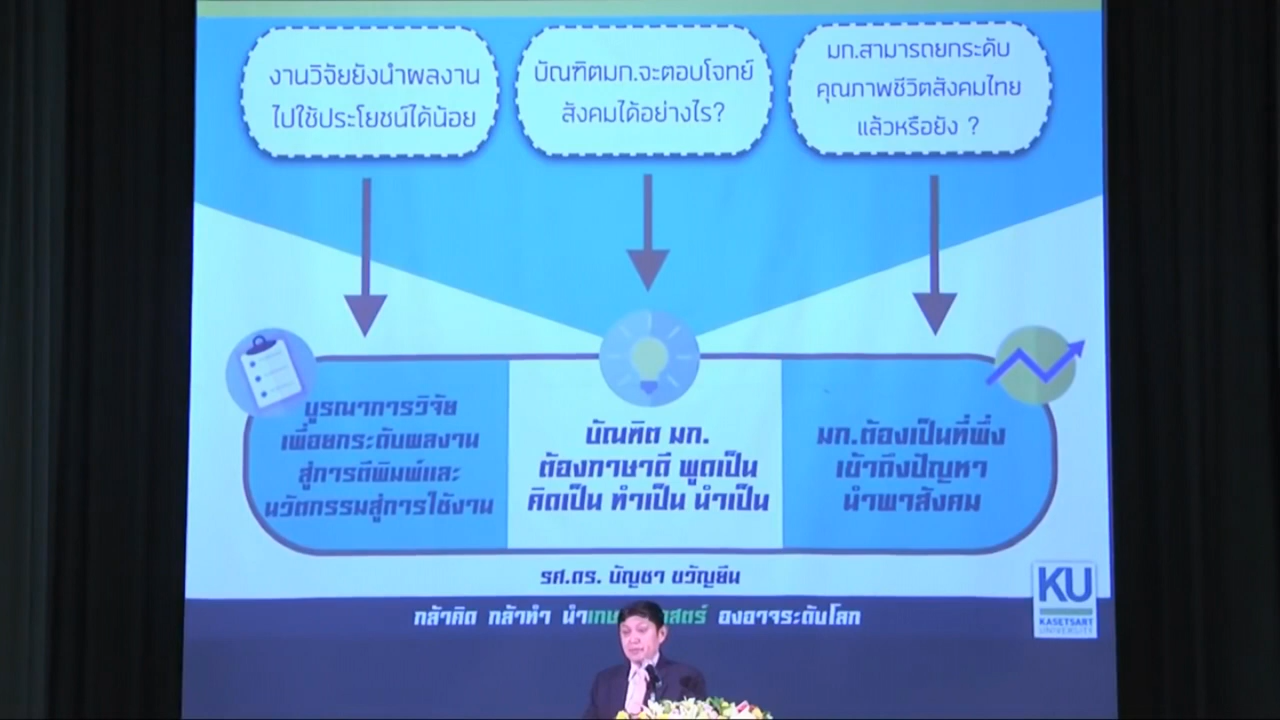 งานวิจัยยังนำผลงาน
ไปใช้ประโยชน์ได้น้อย
บัณฑิตมก.จะตอบโจทย์
สังคมได้อย่างไร?
มก.สามารถยกระดับ
คุณภาพชีวิตสังคมไทย
แล้วหรือยัง ?
บูรณาการวิจัย
เพื่อยกระดับผลงาน
สู่การตีพิมพ์และ
นวัตกรรมสู่การใช้งาน
บัณฑิต มก.
ต้องภาษาดี พูดเป็น
คิดเป็น ทำเป็น นำเป็น
มก.ต้องเป็นที่พึ่ง
เข้าถึงปัญหา
นำพาสังคม
รศ.ดร. บัญชา ขวัญยืน
กล้าคิด กล้าทำ นำ องอาจระดับโลก
KU
KASETSART
UNIVERSITY